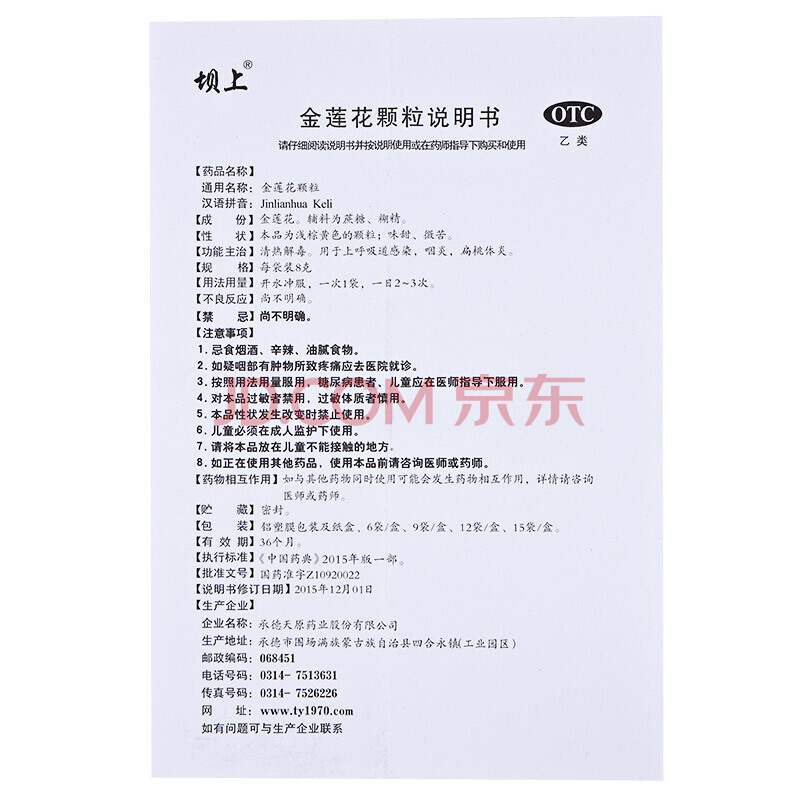 坝上®
金莲花颗粒说明书
OTC
乙类
请仔细阅读说明书并按说明使用或在药师指导下购买和使用
【药品名称】
通用名称：金莲花颗粒
汉语拼音：Jinlianhua Keli
【成 份】金莲花。辅料为蔗糖、糊精。
【性 状】本品为浅棕黄色的颗粒；味甜、微苦。
【功能主治】清热解毒。用于上呼吸道感染，咽炎，扁桃体炎。
【规 格】每袋装8克
【用法用量】开水冲服，一次1袋，一日2～3次。
【不良反应】尚不明确。
【禁 忌】尚不明确。
【注意事项】
1．忌食烟酒、辛辣、油腻食物。
2．如疑咽部有肿物所致疼痛应去医院就诊。
3．按照用法用量服用，糖尿病患者、儿童应在医师指导下服用。
4．对本品过敏者禁用，过敏体质者慎用。
5．本品性状发生改变时禁止使用。
6．儿童必须在成人监护下使用。
7．请将本品放在儿童不能接触的地方。
8．如正在使用其他药品，使用本品前请咨询医师或药师。
JD.COM 京东
【药物相互作用】如与其他药物同时使用可能会发生药物相互作用，详情请咨询
医师或药师。
【贮 藏】密封。
【包 装】铝塑膜包装及纸盒，6袋/盒、9袋/盒、12袋/盒、15袋/盒。
【有 效 期】36个月。
【执行标准】《中国药典》2015年版一部。
【批准文号】国药准字Z10920022
【说明书修订日期】2015年12月01日
【生产企业】
企业名称：承德天原药业股份有限公司
生产地址：承德市围场满族蒙古族自治县四合永镇(工业园区)
邮政编码：068451
电话号码：0314- 7513631
传真号码：0314- 7526226
网 址：www.ty1970.com
如有问题可与生产企业联系